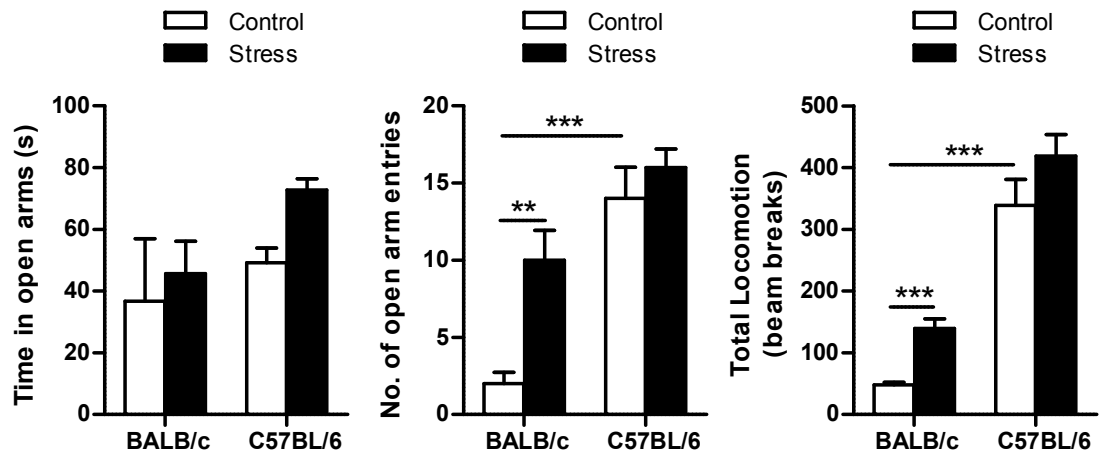 Control
Stress
Time in open arms (s)
100
80
60
40
20
0
BALB/c C57BL/6
Control
Stress
No. of open arm entries
20
15
10
5
0
***
**
BALB/c C57BL/6
Control
Stress
Total Locomotion
(beam breaks)
500
400
300
200
100
0
***
***
BALB/c C57BL/6